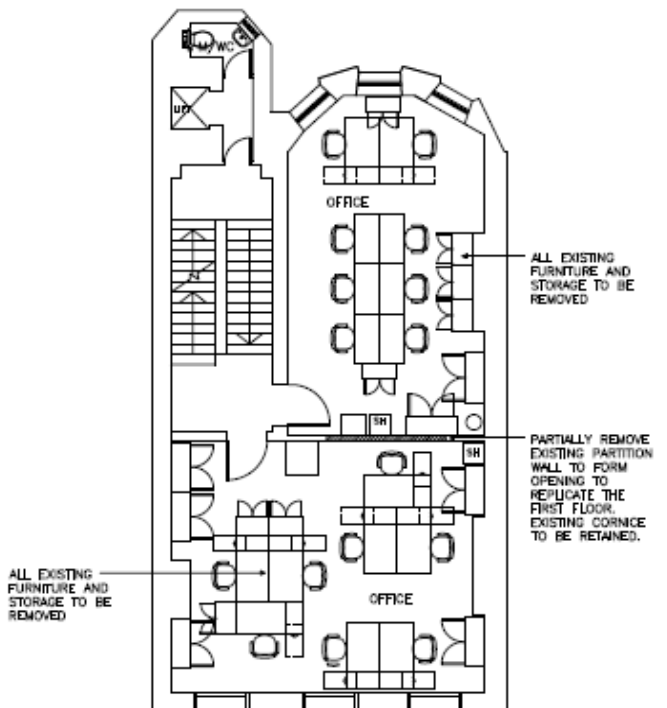 M/WC
LIFT
OFFICE
ALL EXISTING
FURNITURE AND
STORAGE TO BE
REMOVED
SH
PARTIALLY REMOVE
EXISTING PARTITION
WALL TO FORM
OPENING TO
REPLICATE THE
FIRST FLOOR.
EXISTING CORNICE
TO BE RETAINED.
SH
ALL EXISTING
FURNITURE AND
STORAGE TO BE
REMOVED
OFFICE